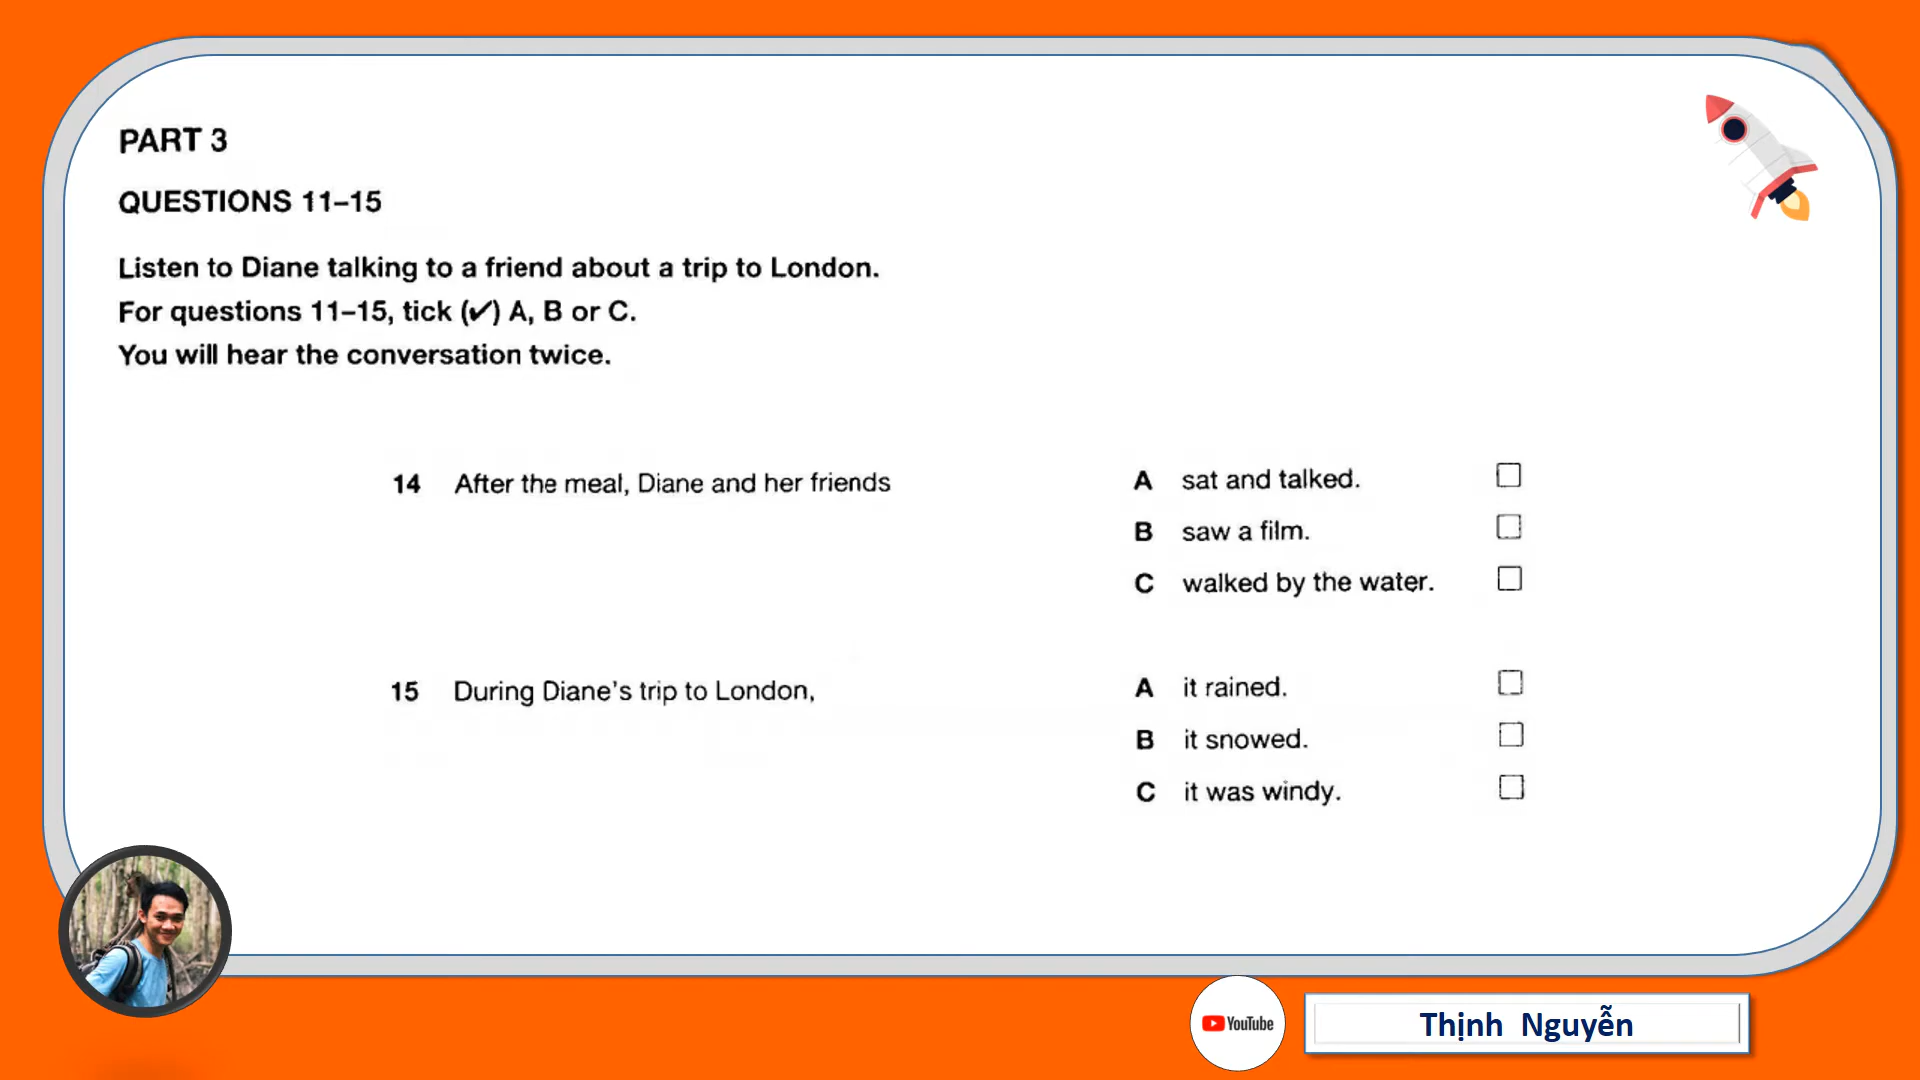 PART 3
QUESTIONS 11–15
Listen to Diane talking to a friend about a trip to London.
For questions 11–15, tick (✔) A, B or C.
You will hear the conversation twice.
14 After the meal, Diane and her friends
A sat and talked.
B saw a film.
C walked by the water.
15 During Diane's trip to London,
A it rained.
B it snowed.
C it was windy.
YouTube
Thịnh Nguyễn